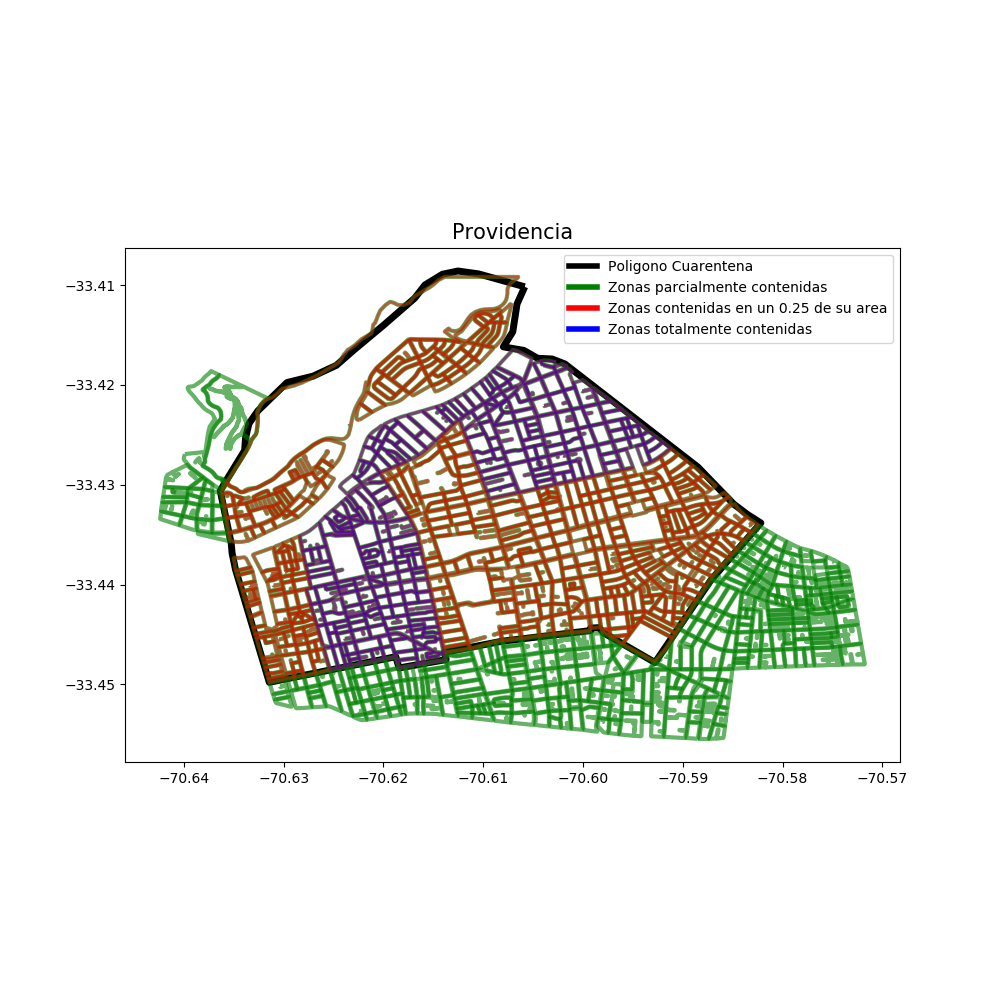 Providencia
Poligono Cuarentena
Zonas parcialmente contenidas
Zonas contenidas en un 0.25 de su area
Zonas totalmente contenidas
−33.41
−33.42
−33.43
−33.44
−33.45
−70.64 −70.63 −70.62 −70.61 −70.60 −70.59 −70.58 −70.57